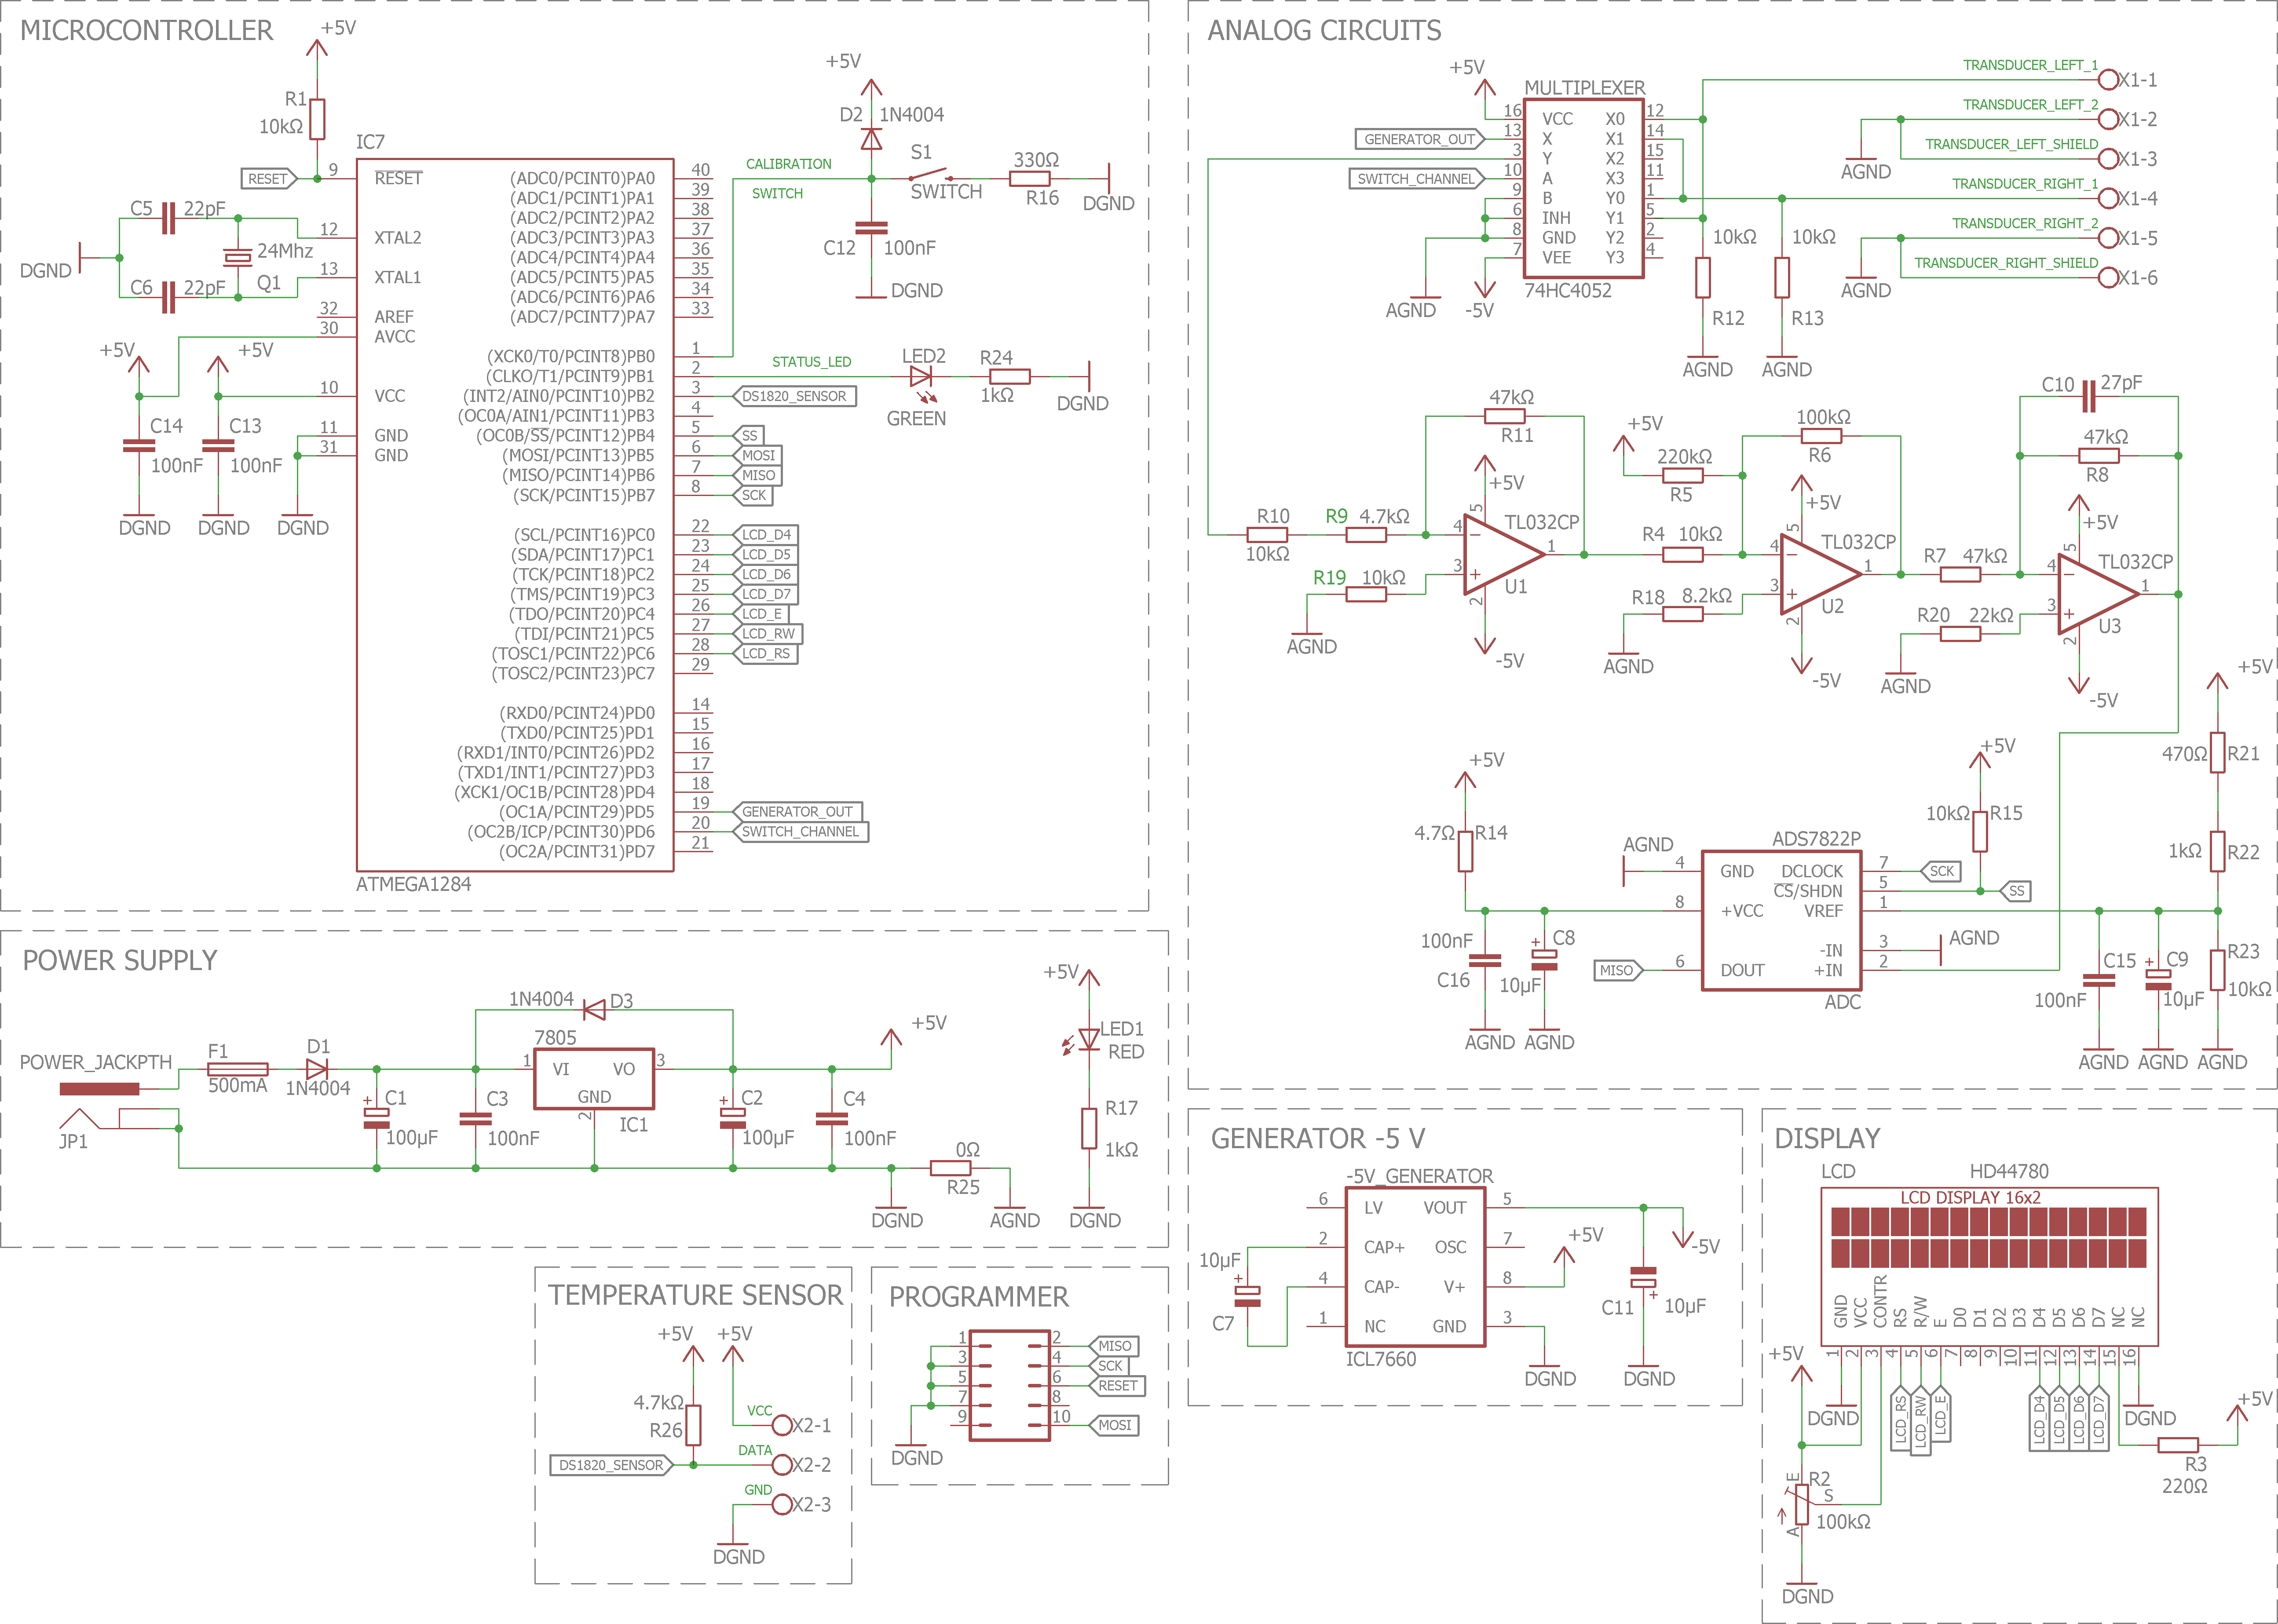 MICROCONTROLLER
+5V
R1
10kΩ
IC7
RESET
9
RESET
C5
22pF
12
XTAL2
24Mhz
Q1
DGND
13
XTAL1
C6
22pF
32
AREF
30
AVCC
+5V
+5V
10
VCC
C14
100nF
C13
100nF
11
GND
31
GND
DGND
DGND
DGND
(ADC0/PCINT0)PA0
40
(ADC1/PCINT1)PA1
39
(ADC2/PCINT2)PA2
38
(ADC3/PCINT3)PA3
37
(ADC4/PCINT4)PA4
36
(ADC5/PCINT5)PA5
35
(ADC6/PCINT6)PA6
34
(ADC7/PCINT7)PA7
33
(XCK0/T0/PCINT8)PB0
1
(CLKO/T1/PCINT9)PB1
2
(INT2/AIN0/PCINT10)PB2
3
DS1820_SENSOR
(OC0A/AIN1/PCINT11)PB3
4
(OC0B/SS/PCINT12)PB4
5
SS
(MOSI/PCINT13)PB5
6
MOSI
(MISO/PCINT14)PB6
7
MISO
(SCK/PCINT15)PB7
8
SCK
(SCL/PCINT16)PC0
22
LCD_D4
(SDA/PCINT17)PC1
23
LCD_D5
(TCK/PCINT18)PC2
24
LCD_D6
(TMS/PCINT19)PC3
25
LCD_D7
(TDO/PCINT20)PC4
26
LCD_E
(TDI/PCINT21)PC5
27
LCD_RW
(TOSC1/PCINT22)PC6
28
LCD_RS
(TOSC2/PCINT23)PC7
29
(RXD0/PCINT24)PD0
14
(TXD0/PCINT25)PD1
15
(RXD1/INT0/PCINT26)PD2
16
(TXD1/INT1/PCINT27)PD3
17
(XCK1/OC1B/PCINT28)PD4
18
(OC1A/PCINT29)PD5
19
GENERATOR_OUT
(OC2B/ICP/PCINT30)PD6
20
SWITCH_CHANNEL
(OC2A/PCINT31)PD7
21
ATMEGA1284
+5V
D2
1N4004
CALIBRATION
SWITCH
S1
SWITCH
330Ω
R16
DGND
C12
100nF
DGND
STATUS_LED
LED2
GREEN
R24
1kΩ
DGND
ANALOG CIRCUITS
+5V
MULTIPLEXER
16
VCC
X0
12
GENERATOR_OUT
13
X
X1
14
3
Y
X2
15
SWITCH_CHANNEL
10
A
X3
11
9
B
Y0
1
6
INH
Y1
5
8
GND
Y2
2
7
VEE
Y3
4
AGND
-5V
74HC4052
TRANSDUCER_LEFT_1
X1-1
TRANSDUCER_LEFT_2
X1-2
TRANSDUCER_LEFT_SHIELD
X1-3
AGND
TRANSDUCER_RIGHT_1
X1-4
TRANSDUCER_RIGHT_2
X1-5
TRANSDUCER_RIGHT_SHIELD
X1-6
AGND
10kΩ
R12
AGND
10kΩ
R13
AGND
47kΩ
R11
+5V
5
TL032CP
R10
10kΩ
R9
4.7kΩ
4
1
3
R19
10kΩ
2
U1
-5V
AGND
+5V
220kΩ
R5
100kΩ
R6
+5V
5
TL032CP
R4
10kΩ
4
1
3
R18
8.2kΩ
2
U2
-5V
AGND
C10
27pF
47kΩ
R8
+5V
5
TL032CP
R7
47kΩ
4
1
3
R20
22kΩ
2
U3
-5V
AGND
+5V
4.7Ω
R14
100nF
C16
AGND
C8
+
10µF
AGND
ADS7822P
AGND
4
GND
DCLOCK
7
SCK
CS/SHDN
5
SS
8
+VCC
VREF
1
-IN
3
AGND
MISO
6
DOUT
+IN
2
ADC
+5V
10kΩ
R15
+5V
470Ω
R21
1kΩ
R22
R23
10kΩ
C15
100nF
C9
+
10µF
AGND
AGND
AGND
POWER SUPPLY
POWER_JACKPTH
JP1
F1
500mA
D1
1N4004
1N4004
D3
7805
1
VI
VO
3
GND
2
IC1
+
C1
100µF
C3
100nF
+
C2
100µF
C4
100nF
+5V
0Ω
R25
DGND
AGND
+5V
LED1
RED
R17
1kΩ
DGND
GENERATOR -5 V
-5V_GENERATOR
6
LV
VOUT
5
2
CAP+
OSC
7
4
CAP-
V+
8
1
NC
GND
3
ICL7660
10µF
+
C7
+5V
-5V
C11
+
10µF
DGND
DGND
DISPLAY
LCD
HD44780
LCD DISPLAY 16x2
GND
VCC
CONTR
RS
R/W
E
D0
D1
D2
D3
D4
D5
D6
D7
NC
NC
1
2
3
4
5
6
7
8
9
10
11
12
13
14
15
16
+5V
DGND
LCD_RS
LCD_RW
LCD_E
LCD_D4
LCD_D5
LCD_D6
LCD_D7
DGND
+5V
R3
220Ω
E
R2
S
100kΩ
A
DGND
TEMPERATURE SENSOR
+5V
+5V
4.7kΩ
R26
VCC
X2-1
DATA
DS1820_SENSOR
X2-2
GND
X2-3
DGND
PROGRAMMER
1
2
MISO
3
4
SCK
5
6
RESET
7
8
9
10
MOSI
DGND